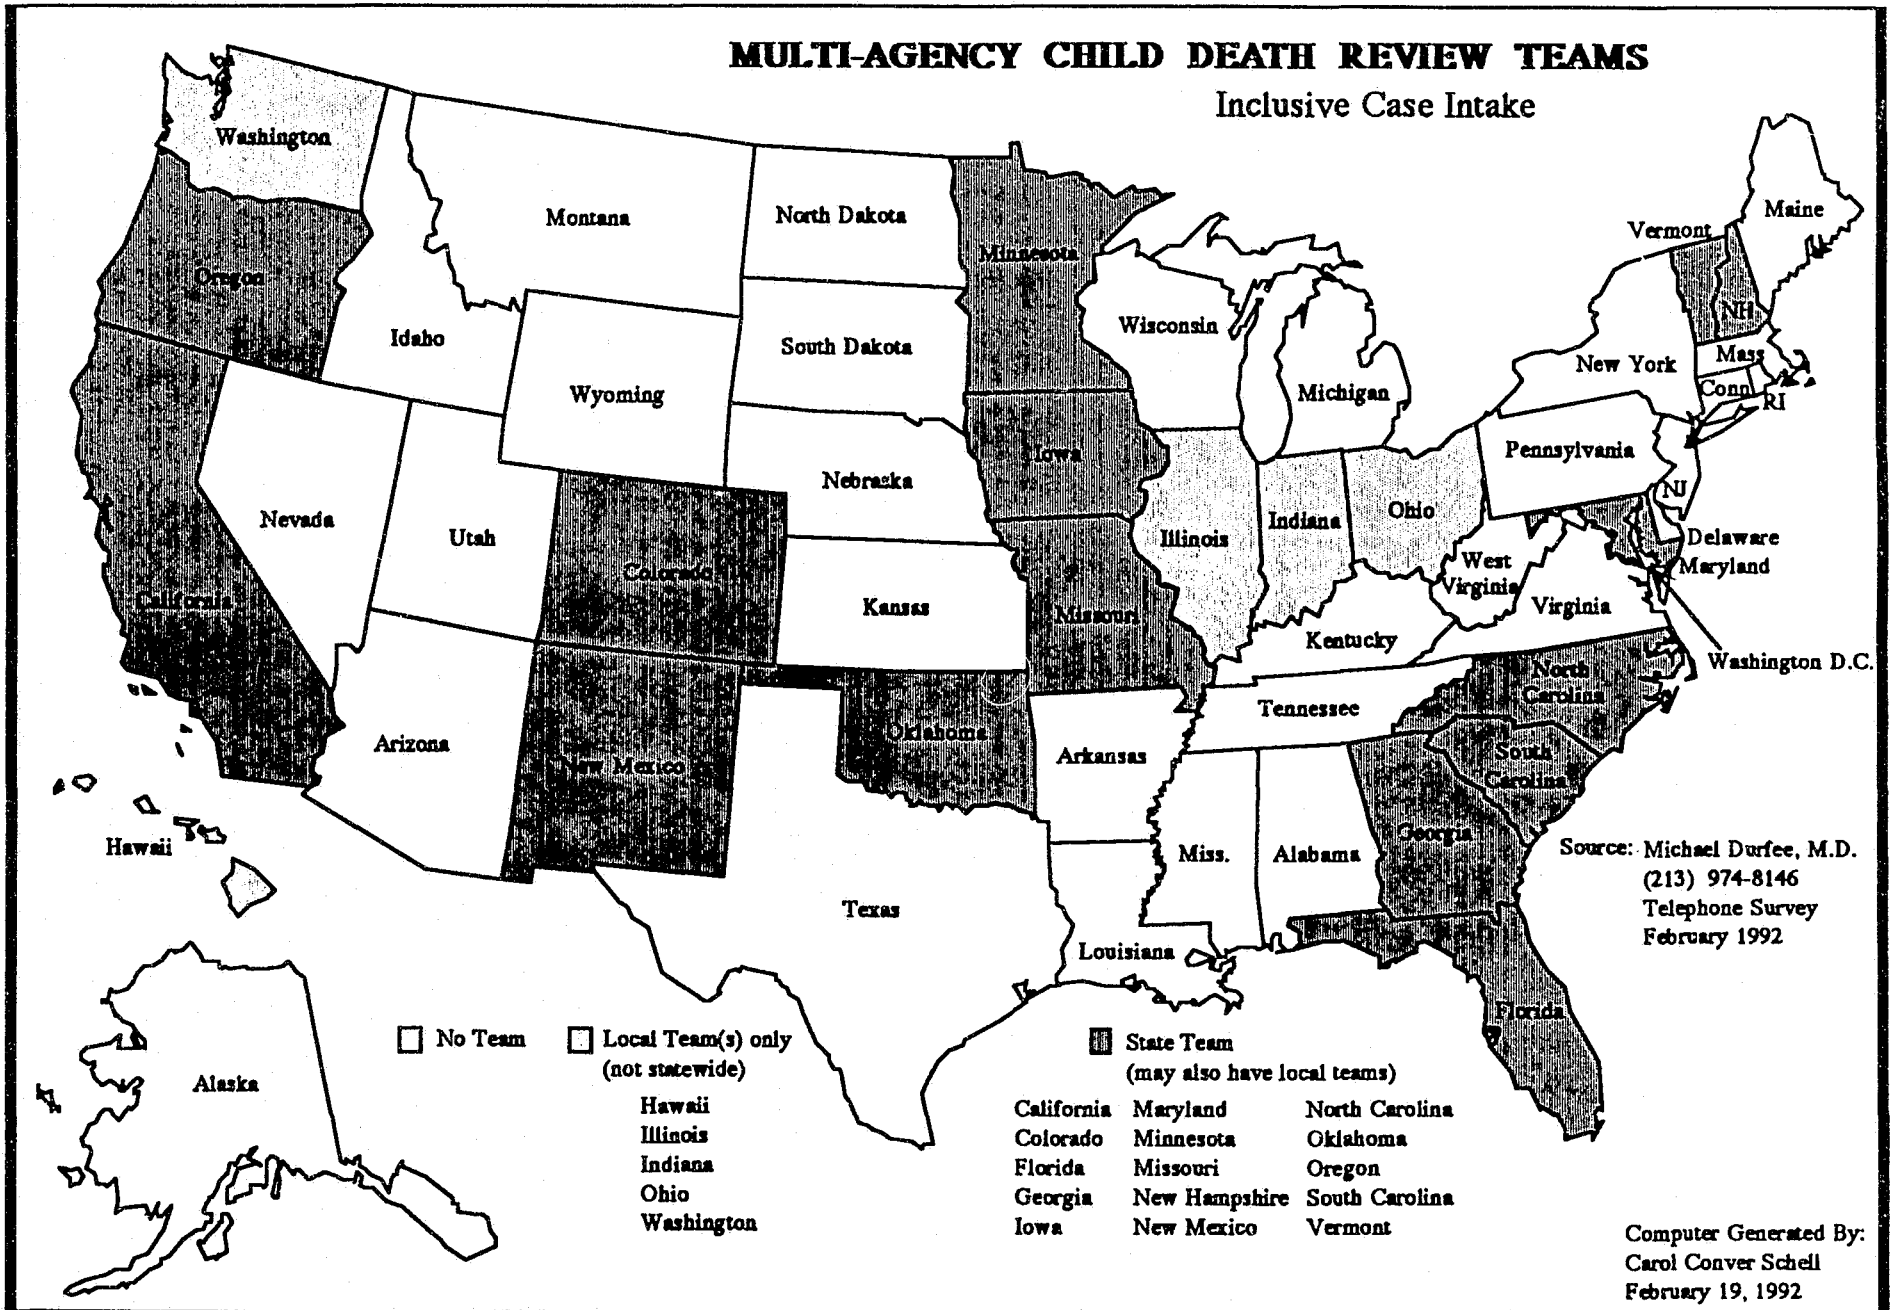 MULTI-AGENCY CHILD DEATH REVIEW TEAMS
Inclusive Case Intake
Washington
Montana
North Dakota
Minnesota
Maine
Vermont
Oregon
NH
Idaho
Wisconsin
South Dakota
Mass
New York
Wyoming
Michigan
Conn
RI
Pennsylvania
Iowa
Nebraska
NJ
Nevada
Utah
Indiana
Ohio
Illinois
Delaware
Colorado
West
Virginia
Maryland
California
Kansas
Missouri
Virginia
Kentucky
Washington D.C.
North
Carolina
Tennessee
Oklahoma
Arizona
New Mexico
Arkansas
South
Carolina
Georgia
Hawaii
Miss.
Alabama
Source: Michael Durfee, M.D.
(213) 974-8146
Telephone Survey
February 1992
Texas
Louisiana
Florida
Alaska
No Team
Local Team(s) only
(not statewide)
Hawaii
Illinois
Indiana
Ohio
Washington
State Team
(may also have local teams)
California Maryland North Carolina
Colorado Minnesota Oklahoma
Florida Missouri Oregon
Georgia New Hampshire South Carolina
Iowa New Mexico Vermont
Computer Generated By:
Carol Conver Schell
February 19, 1992